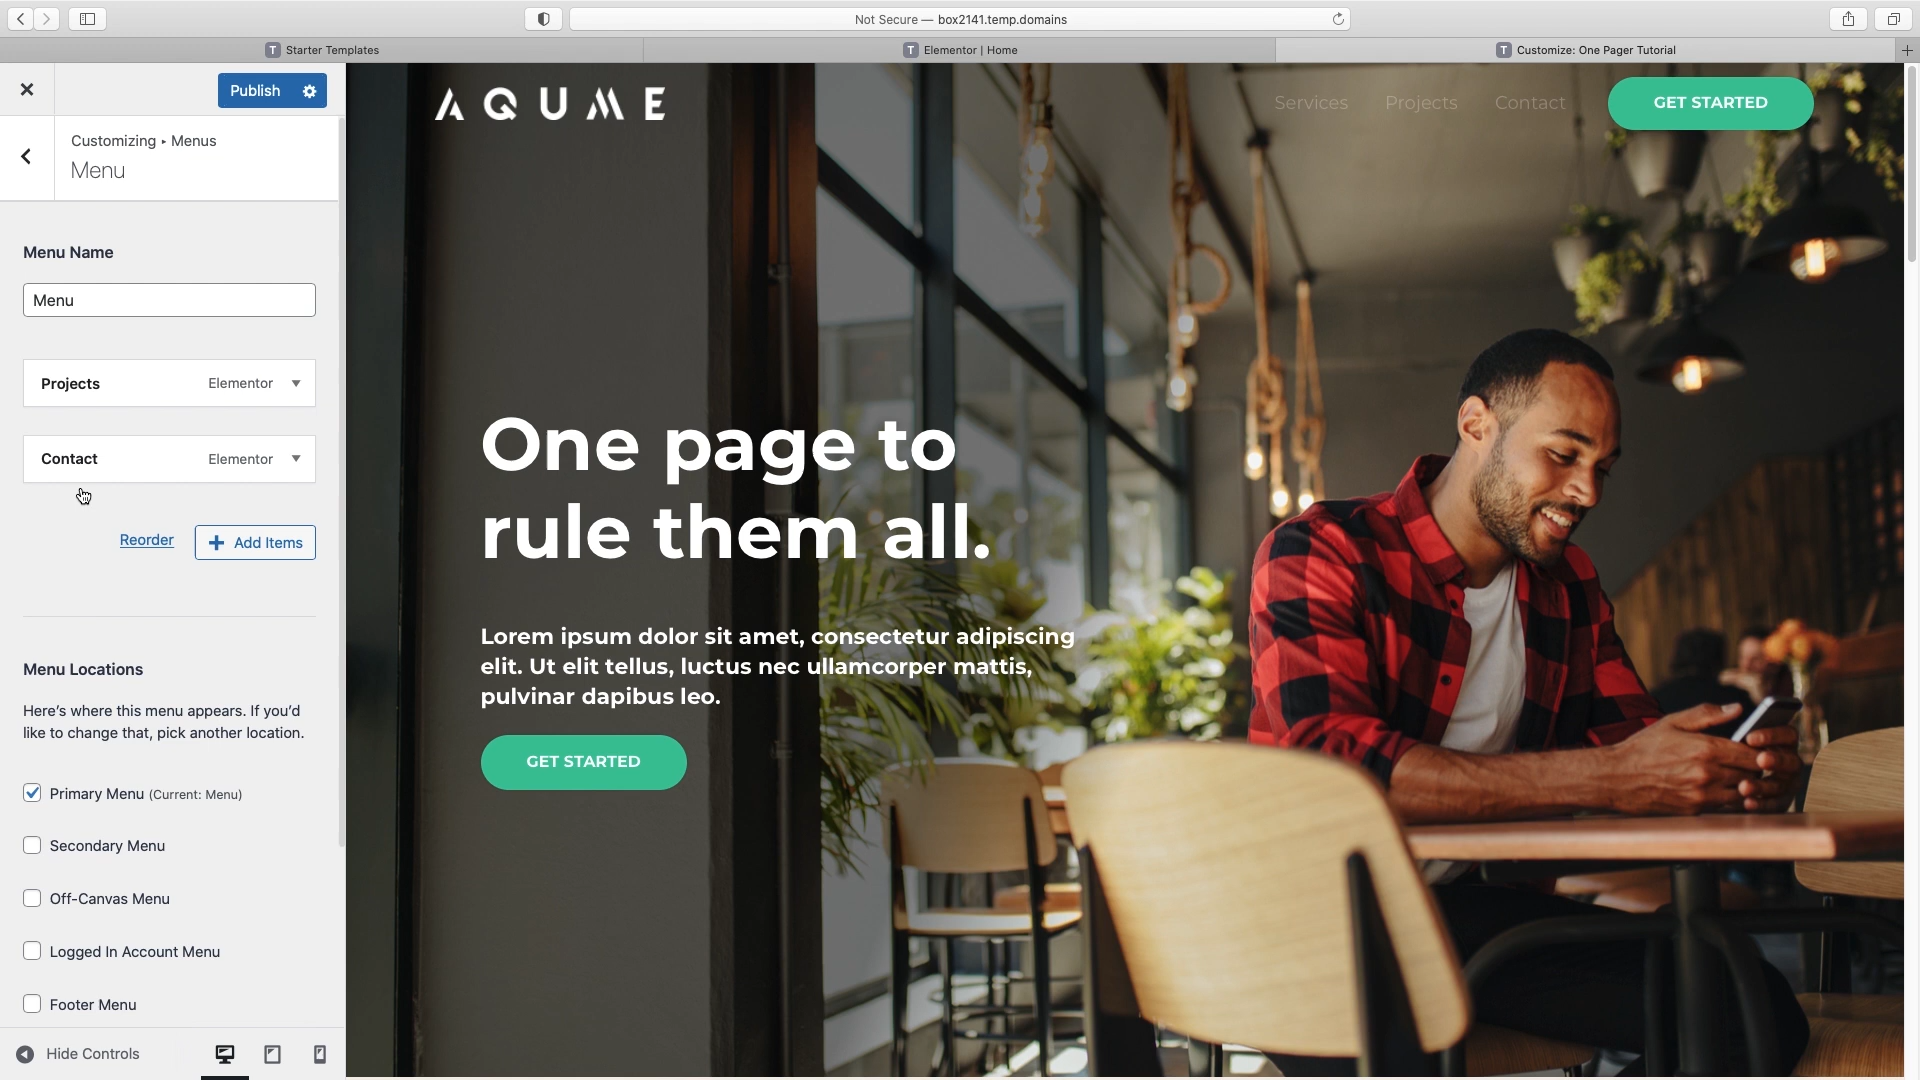 Not Secure — box2141.temp.domains
T Starter Templates
T Elementor | Home
T Customize: One Pager Tutorial
Publish
Customizing ▸ Menus
Menu
Menu Name
Menu
Projects Elementor
Contact Elementor
Reorder
Add Items
Menu Locations
Here’s where this menu appears. If you’d
like to change that, pick another location.
Primary Menu (Current: Menu)
Secondary Menu
Off-Canvas Menu
Logged In Account Menu
Footer Menu
Hide Controls
AQUME
Services Projects Contact GET STARTED
One page to
rule them all.
Lorem ipsum dolor sit amet, consectetur adipiscing
elit. Ut elit tellus, luctus nec ullamcorper mattis,
pulvinar dapibus leo.
GET STARTED